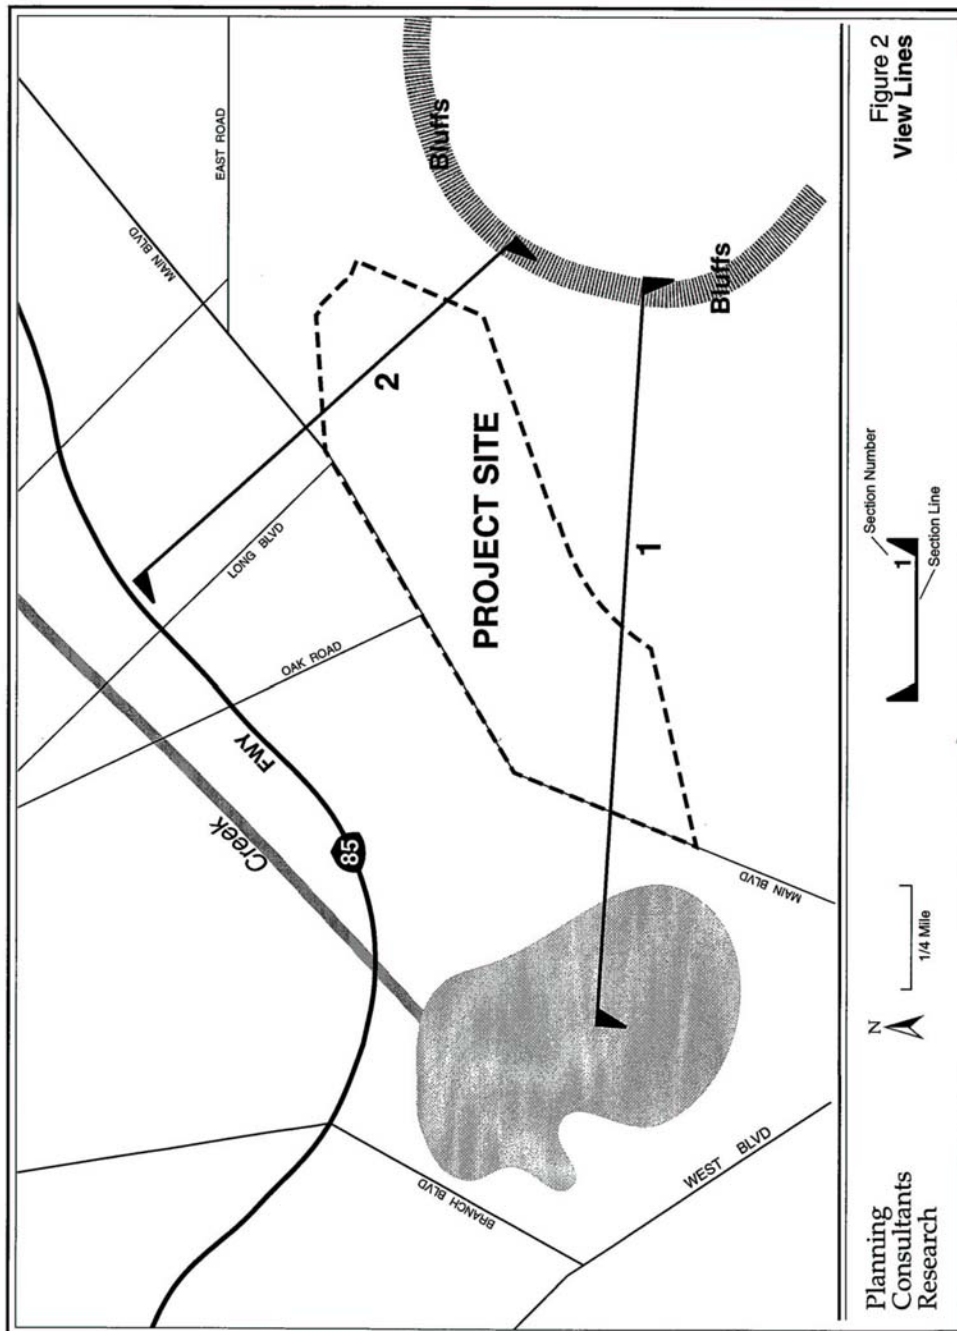 EAST ROAD
MAIN BLVD
Bluffs
Bluffs
2
LONG BLVD
PROJECT SITE
1
OAK ROAD
FWY
Creek
85
MAIN BLVD
BRANCH BLVD
WEST BLVD
Planning
Consultants
Research
N
1/4 Mile
1
Section Number
Section Line
Figure 2
View Lines